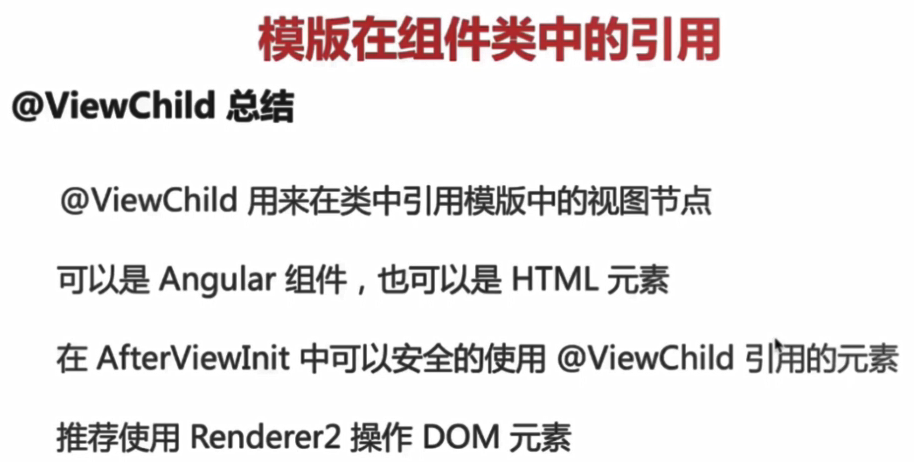 模版在组件类中的引用
@ViewChild 总结
@ViewChild 用来在类中引用模版中的视图节点
可以是 Angular 组件，也可以是 HTML 元素
在 AfterViewInit 中可以安全的使用 @ViewChild 引用的元素
推荐使用 Renderer2 操作 DOM 元素